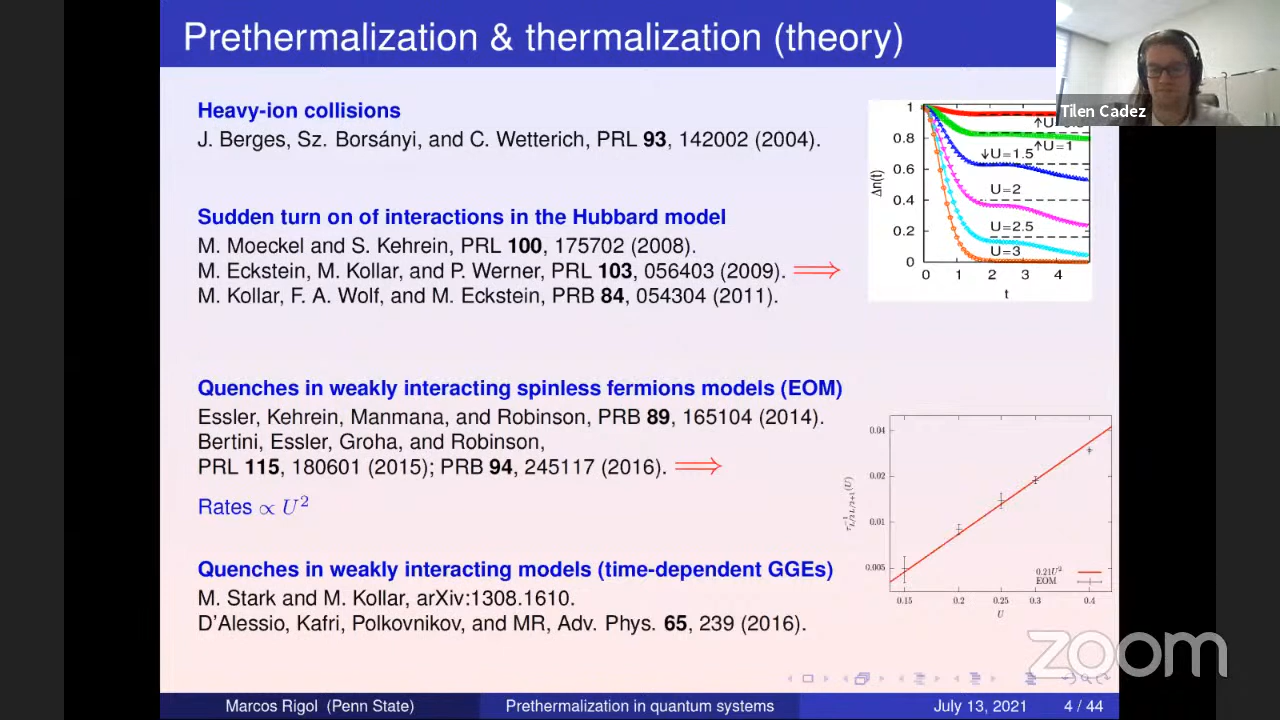 Prethermalization & thermalization (theory)
Tilen Cadez
Heavy-ion collisions
J. Berges, Sz. Borsányi, and C. Wetterich, PRL 93, 142002 (2004).
Sudden turn on of interactions in the Hubbard model
M. Moeckel and S. Kehrein, PRL 100, 175702 (2008).
M. Eckstein, M. Kollar, and P. Werner, PRL 103, 056403 (2009). ⟹
M. Kollar, F. A. Wolf, and M. Eckstein, PRB 84, 054304 (2011).
1
0.8
0.6
0.4
0.2
0
Δn(t)
↑U=1
↓U=1.5
U=2
U=2.5
U=3
0 1 2 3 4
t
Quenches in weakly interacting spinless fermions models (EOM)
Essler, Kehrein, Manmana, and Robinson, PRB 89, 165104 (2014).
Bertini, Essler, Groha, and Robinson,
PRL 115, 180601 (2015); PRB 94, 245117 (2016). ⟹
Rates ∝ U²
0.04
0.02
0.01
0.005
0.21U²
EOM
0.15 0.2 0.25 0.3 0.4
U
Quenches in weakly interacting models (time-dependent GGEs)
M. Stark and M. Kollar, arXiv:1308.1610.
D'Alessio, Kafri, Polkovnikov, and MR, Adv. Phys. 65, 239 (2016).
zoom
Marcos Rigol (Penn State) Prethermalization in quantum systems July 13, 2021 4 / 44